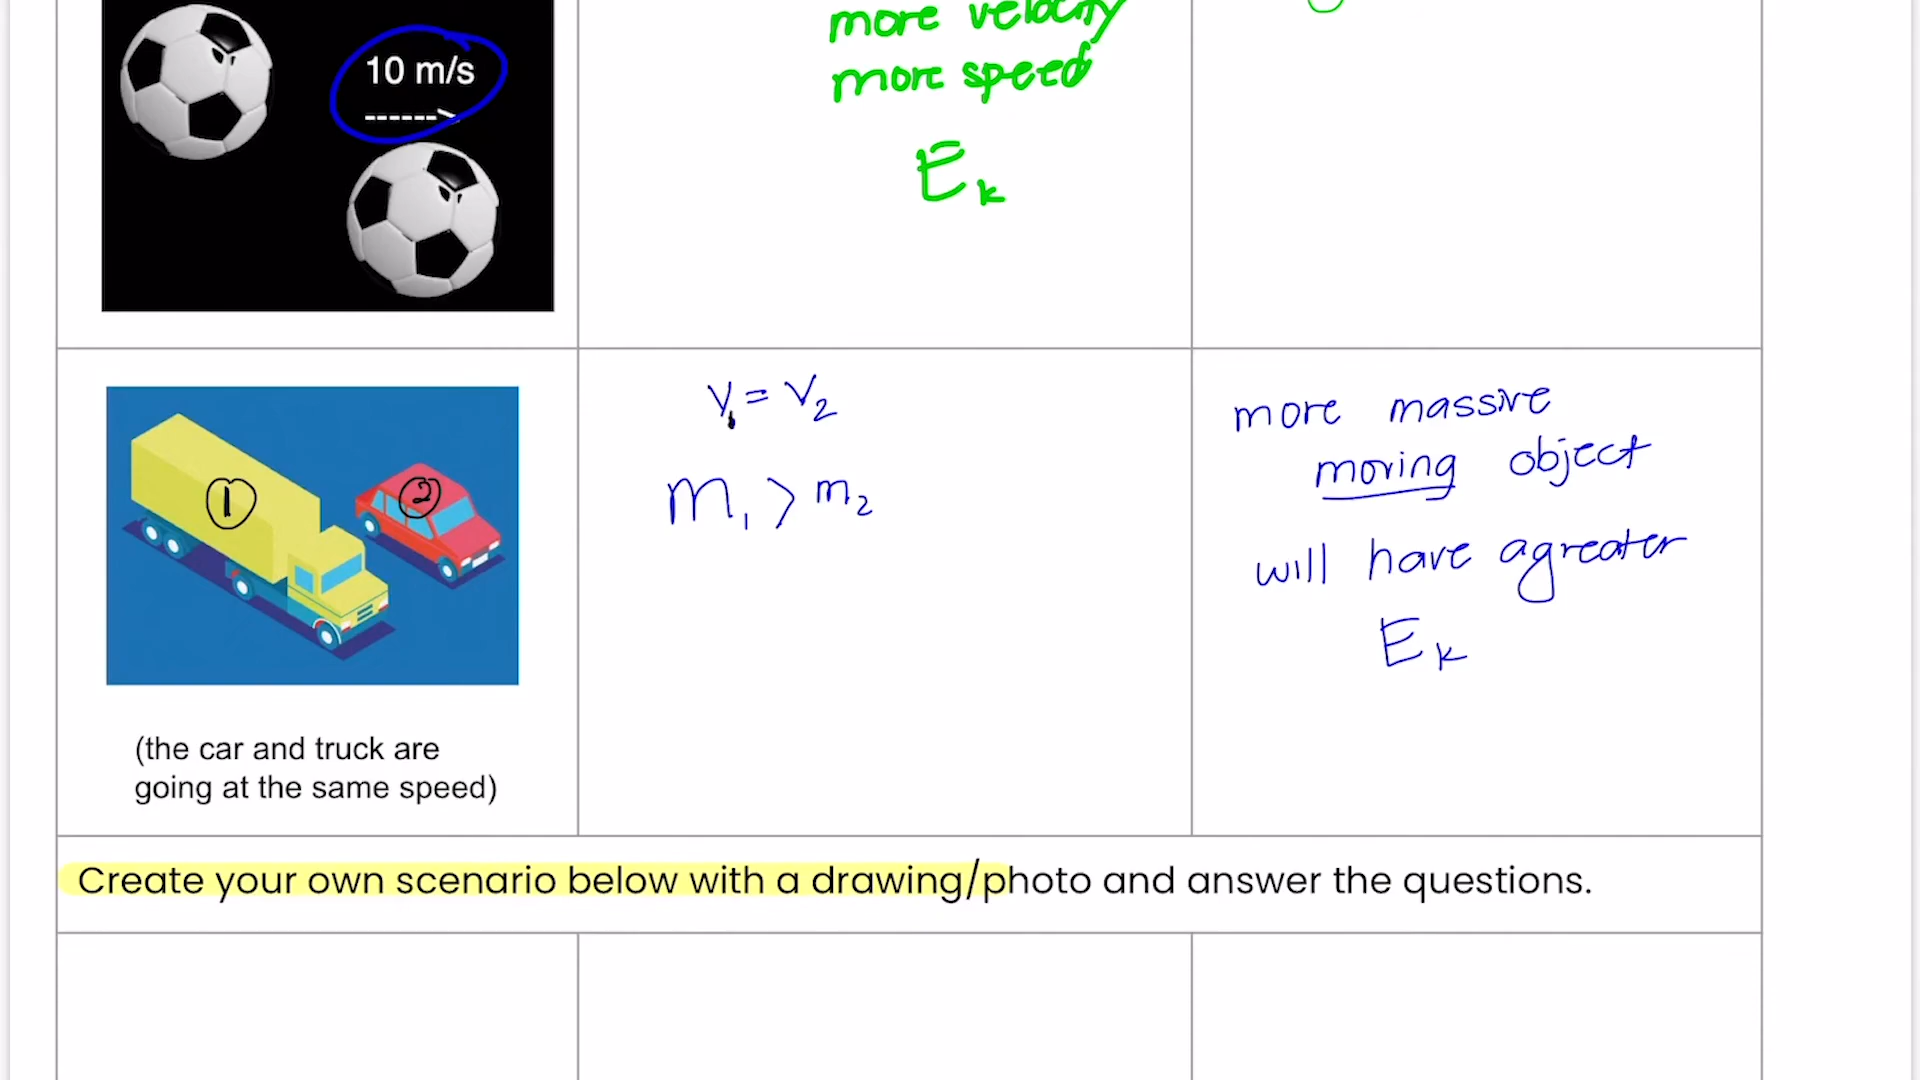 10 m/s
------>
more velocity
more speed
Ek
1
2
(the car and truck are
going at the same speed)
V1 = V2
m1 > m2
more massive
moving object
will have a greater
Ek
Create your own scenario below with a drawing/photo and answer the questions.